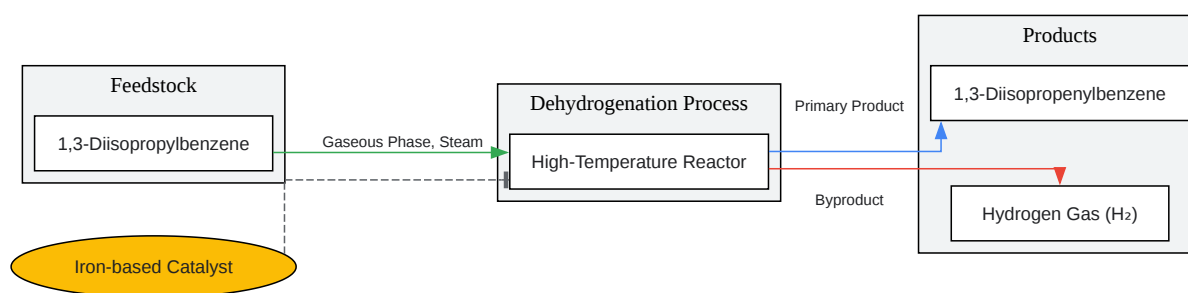 Products
Feedstock
1,3-Diisopropenylbenzene
Dehydrogenation Process
Primary Product
1,3-Diisopropylbenzene
Gaseous Phase, Steam
High-Temperature Reactor
Byproduct
Hydrogen Gas (H₂)
Iron-based Catalyst